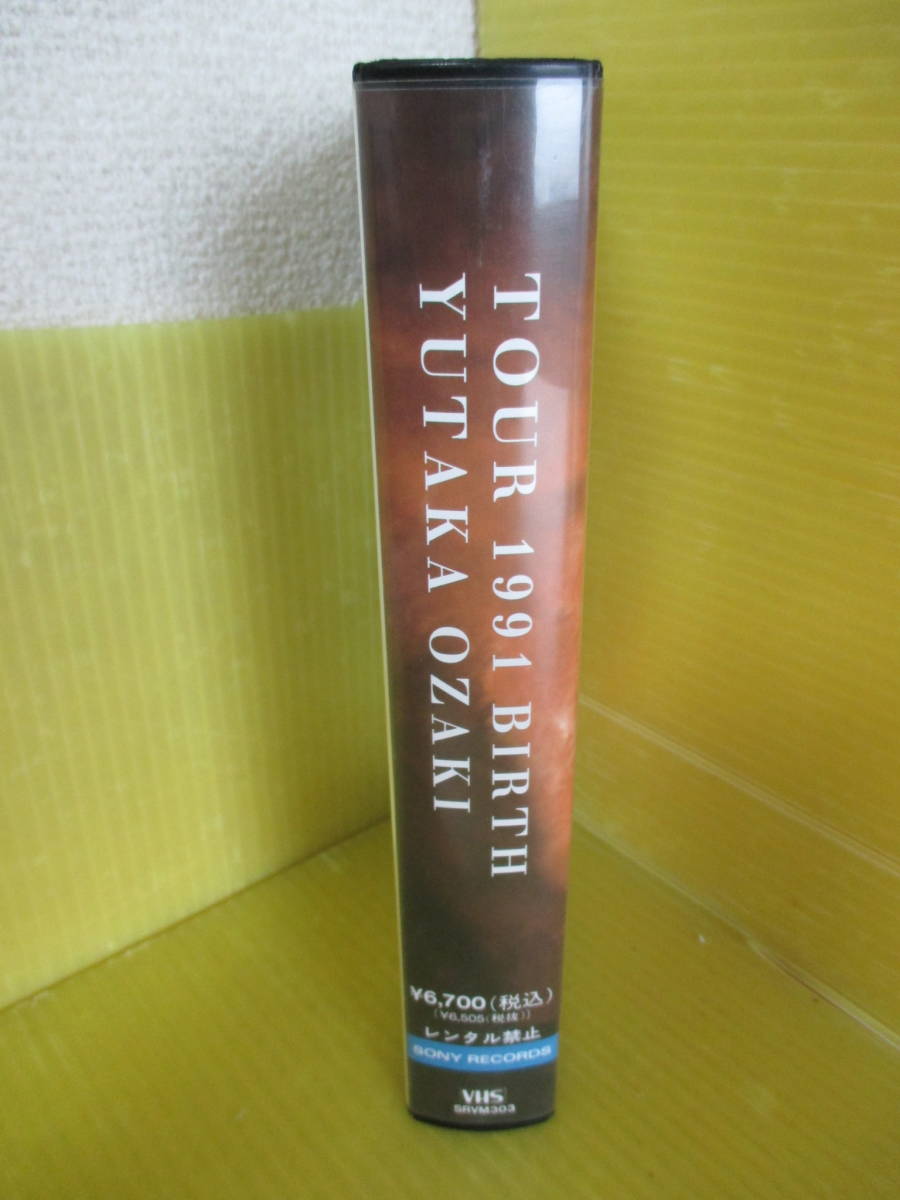 TOUR 1991 BIRTH
YUTAKA OZAKI
¥6,700(税込)
(¥6,505(税抜))
レンタル禁止
SONY RECORDS
VHS
SRVM303